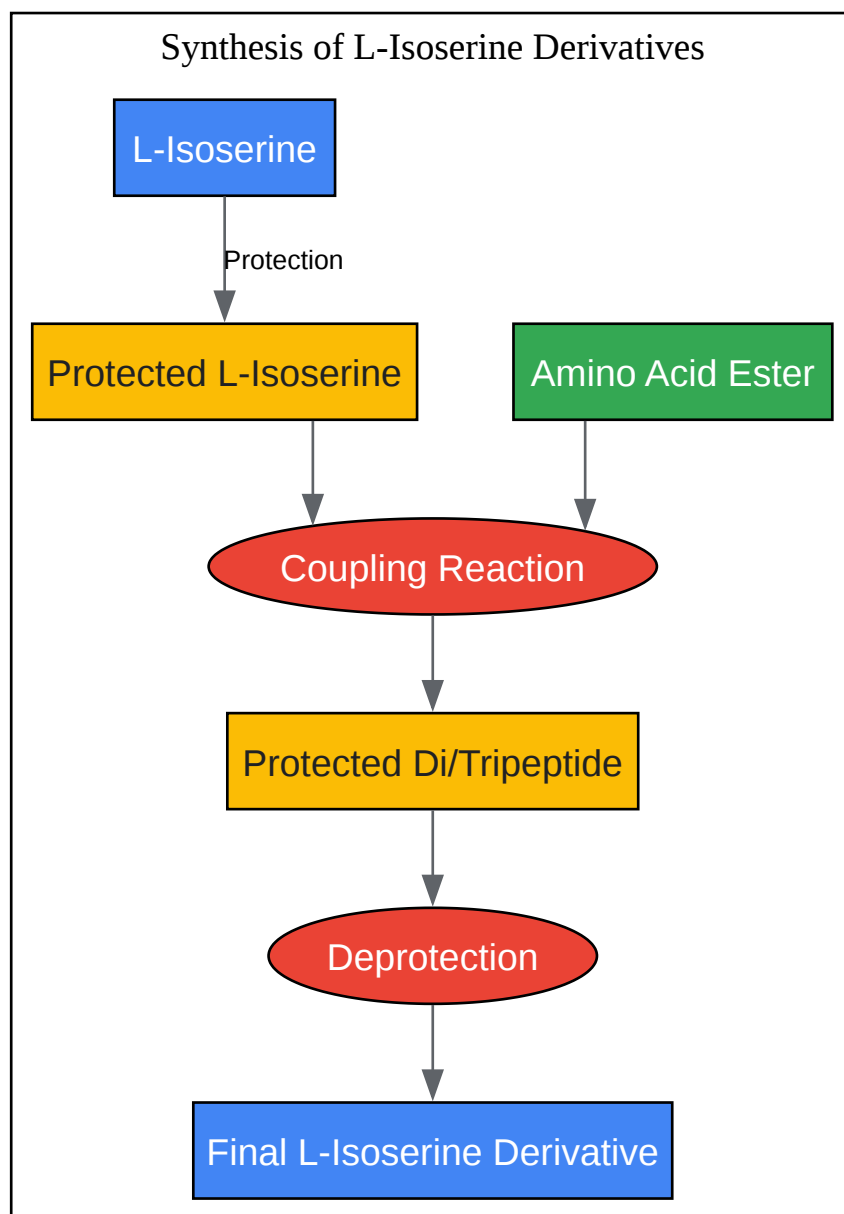 Synthesis of L-Isoserine Derivatives
L-Isoserine
Protection
Protected L-Isoserine
Amino Acid Ester
Coupling Reaction
Protected Di/Tripeptide
Deprotection
Final L-Isoserine Derivative